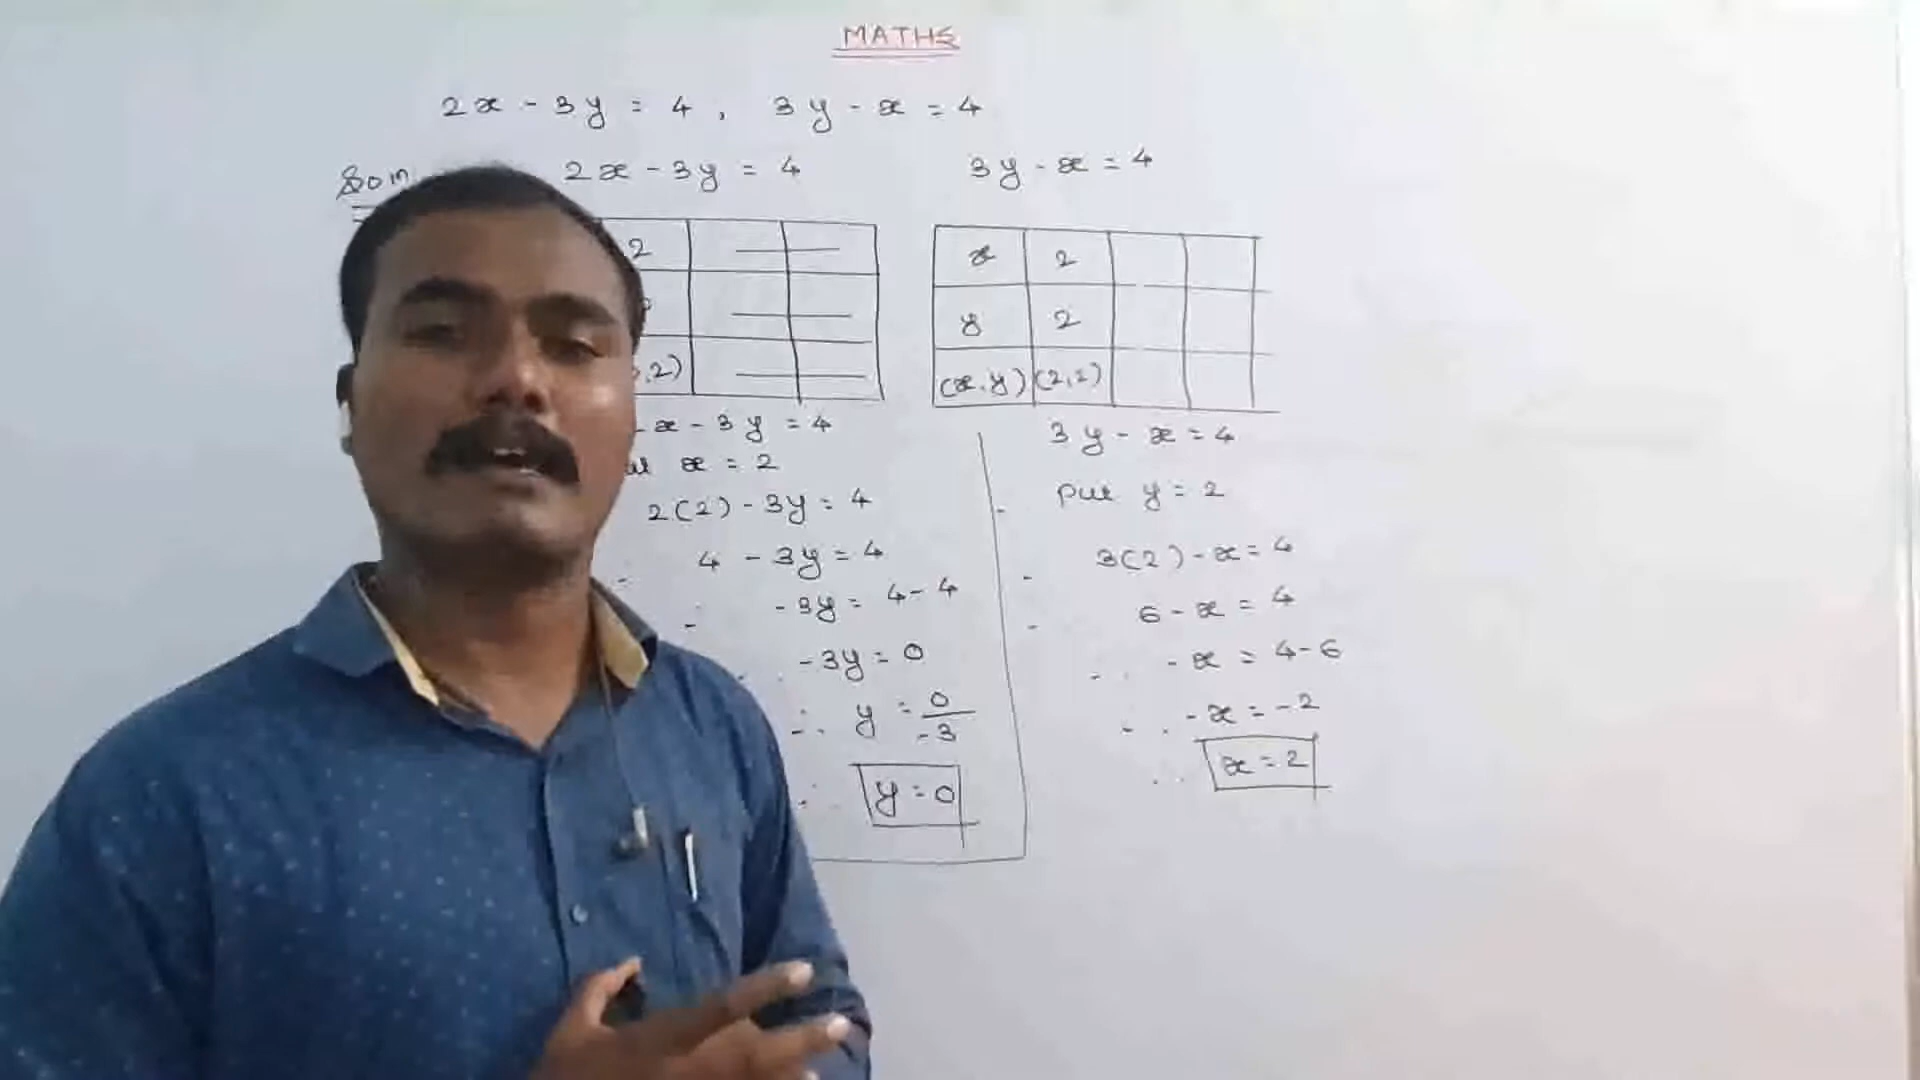 MATHS
2x - 3y = 4, 3y - x = 4
Soln
2x - 3y = 4
2
,2)
x - 3y = 4
x = 2
2(2) - 3y = 4
4 - 3y = 4
-3y = 4-4
-3y = 0
∴ y = 0/-3
∴ y = 0
3y - x = 4
x 2
y 2
(x,y) (2,2)
3y - x = 4
put y = 2
3(2) - x = 4
6 - x = 4
-x = 4-6
-x = -2
∴ x = 2